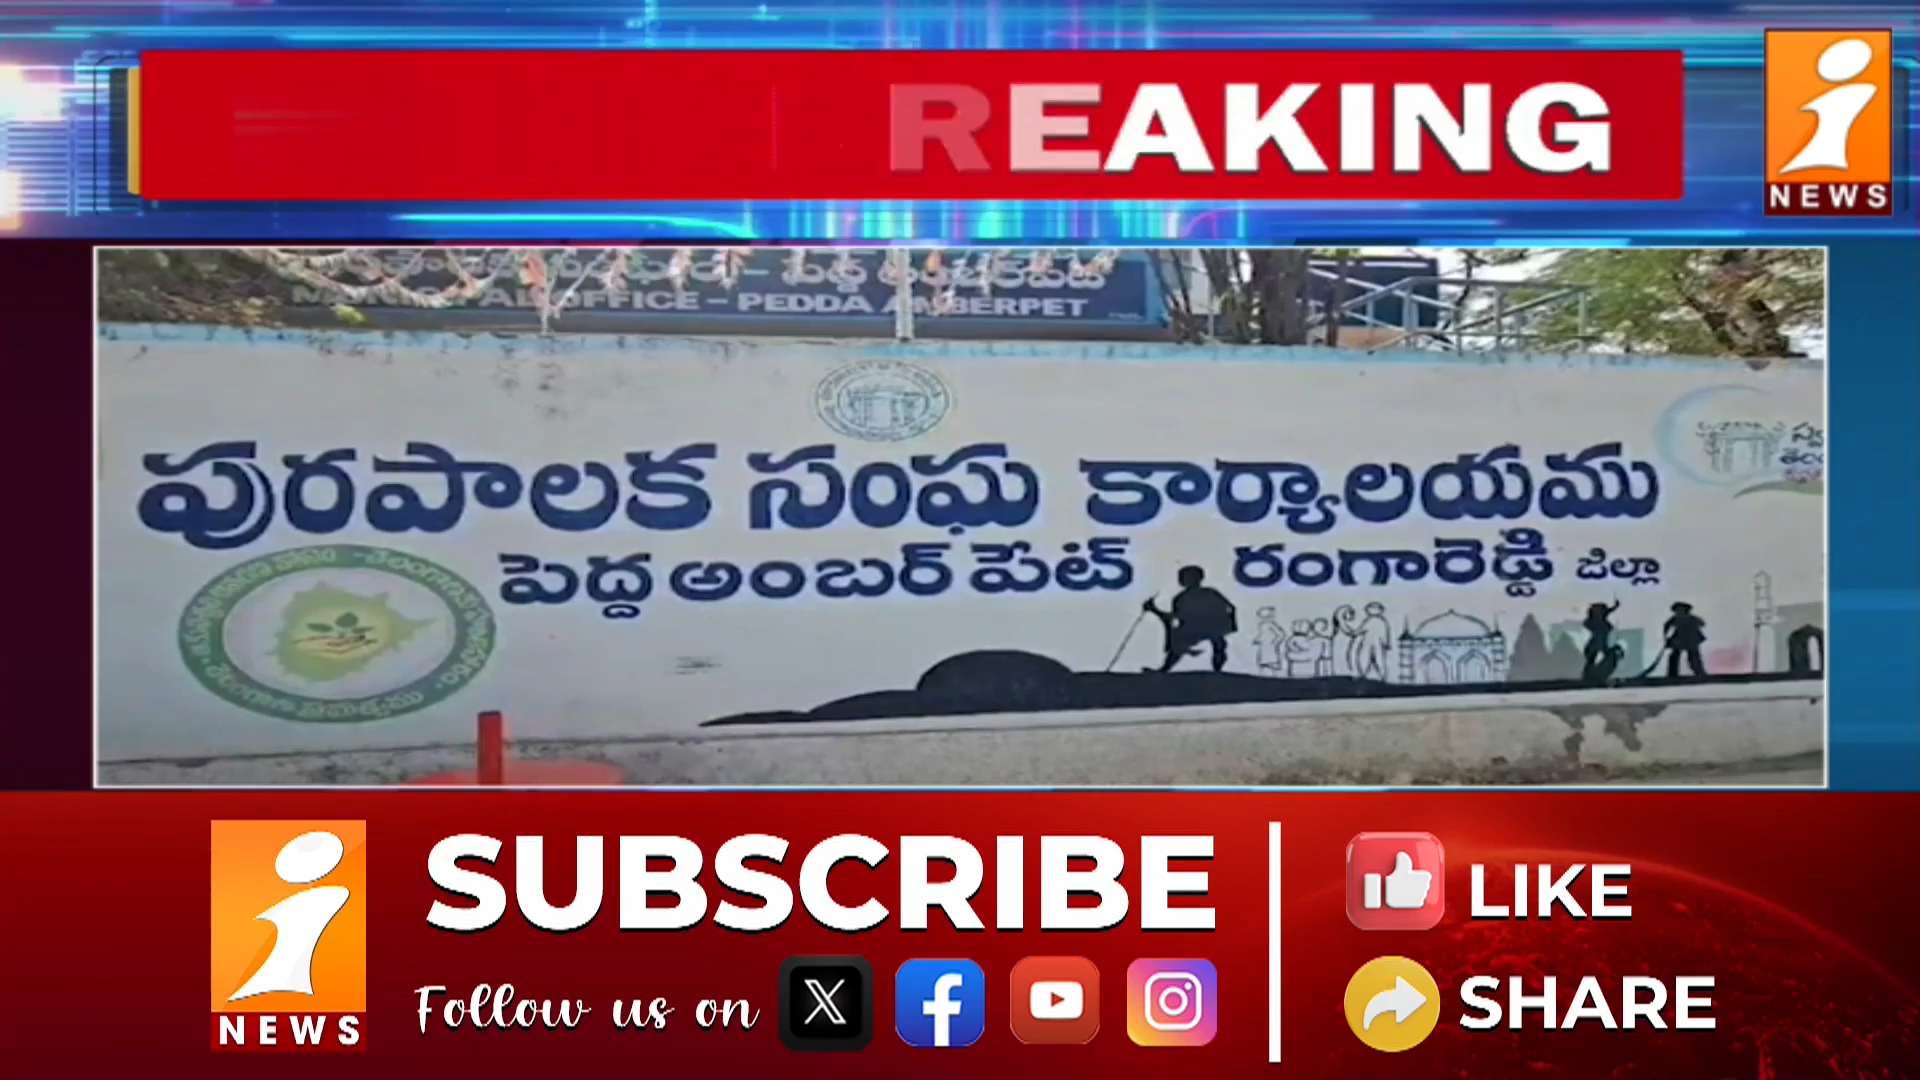 REAKING
i
NEWS
MUNICIPAL OFFICE – PEDDA AMBERPET
పురపాలక సంఘ కార్యాలయము
పెద్ద అంబర్ పేట్ రంగారెడ్డి జిల్లా
SUBSCRIBE
LIKE
i
NEWS
Follow us on
SHARE